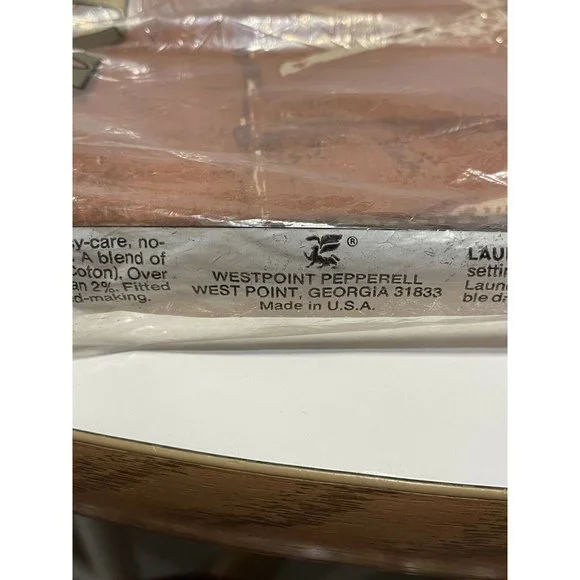 y-care, no-
A blend of
Coton). Over
an 2%. Fitted
d-making.
®
WESTPOINT PEPPERELL
WEST POINT, GEORGIA 31833
Made in U.S.A.
LAU
settin
Laun
ble d